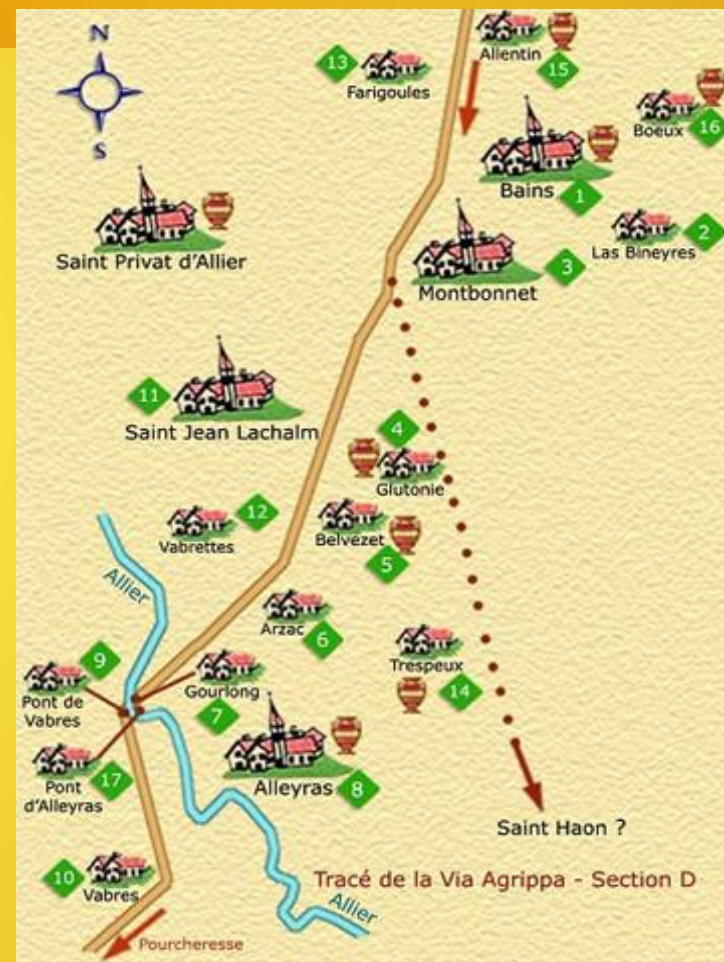 N
S
Allentin
15
13
Farigoules
Boeux
16
Bains
1
Las Bineyres
2
Saint Privat d'Allier
Montbonnet
3
11
Saint Jean Lachalm
4
Glutonie
12
Vabrettes
Belvezet
5
Allier
Arzac
6
Trespeux
14
9
Pont de
Vabres
Gourlong
7
17
Pont
d'Alleyras
Alleyras
8
Saint Haon ?
10
Vabres
Tracé de la Via Agrippa - Section D
Allier
Pourcheresse